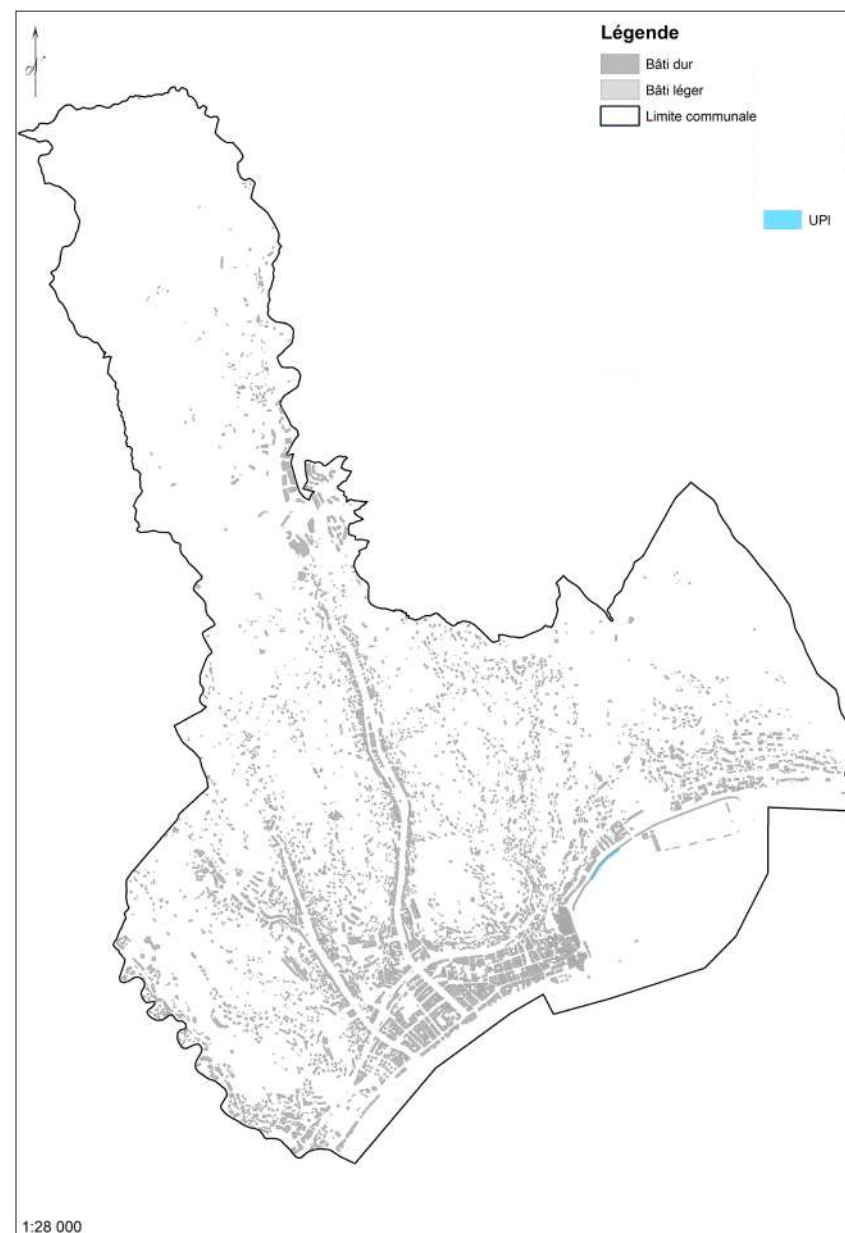 Légende
Bâti dur
Bâti léger
Limite communale
UPI
1:28 000